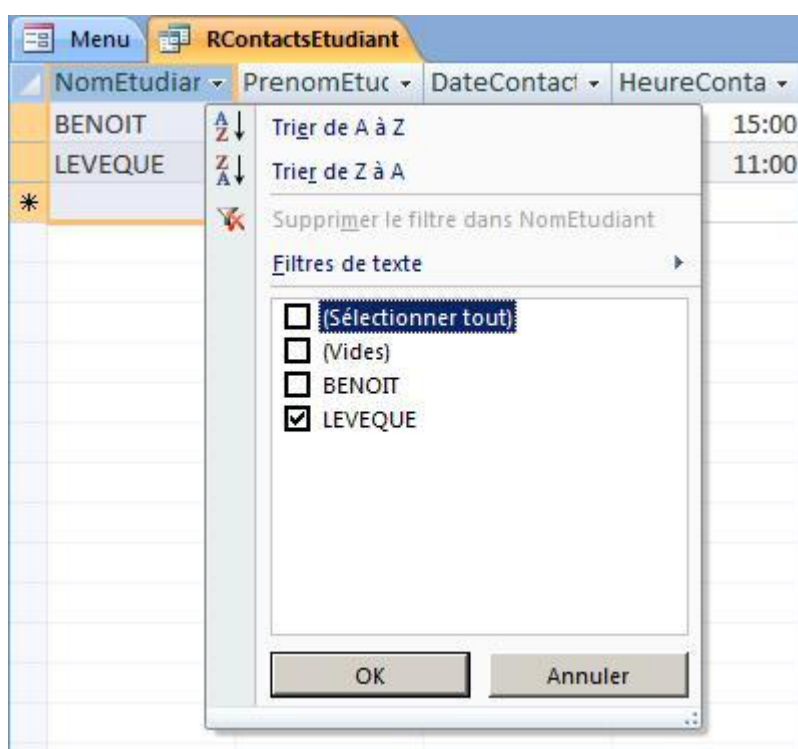 Menu RContactsEtudiant
NomEtudiar PrenomEtuc DateContact HeureConta
BENOIT 15:00
LEVEQUE 11:00
Trier de A à Z
Trier de Z à A
Supprimer le filtre dans NomEtudiant
Filtres de texte
(Sélectionner tout)
(Vides)
BENOIT
LEVEQUE
OK Annuler